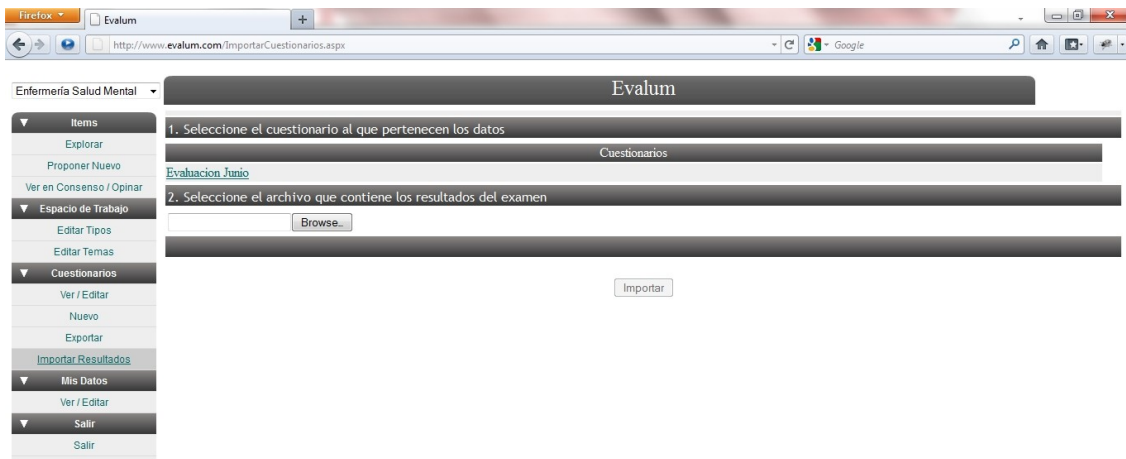 Firefox
Evalum
http://www.evalum.com/ImportarCuestionarios.aspx
Google
Enfermería Salud Mental
Evalum
Items
Explorar
Proponer Nuevo
Ver en Consenso / Opinar
Espacio de Trabajo
Editar Tipos
Editar Temas
Cuestionarios
Ver / Editar
Nuevo
Exportar
Importar Resultados
Mis Datos
Ver / Editar
Salir
Salir
1. Seleccione el cuestionario al que pertenecen los datos
Cuestionarios
Evaluacion Junio
2. Seleccione el archivo que contiene los resultados del examen
Browse...
Importar